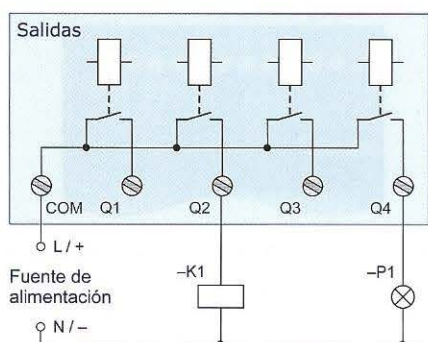 Salidas
COM Q1 Q2 Q3 Q4
L / +
–K1 –P1
Fuente de
alimentación
N / –